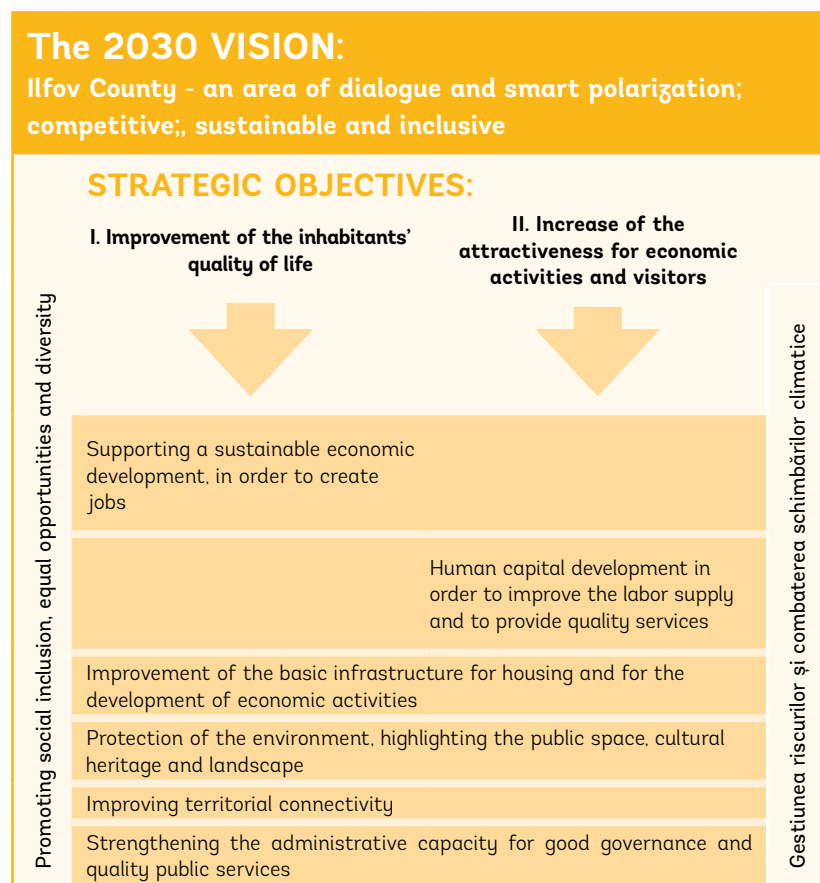 The 2030 VISION:
Ilfov County - an area of dialogue and smart polarization;
competitive;, sustainable and inclusive
STRATEGIC OBJECTIVES:
I. Improvement of the inhabitants’
quality of life
II. Increase of the
attractiveness for economic
activities and visitors
Promoting social inclusion, equal opportunities and diversity
Supporting a sustainable economic
development, in order to create
jobs
Human capital development in
order to improve the labor supply
and to provide quality services
Improvement of the basic infrastructure for housing and for the
development of economic activities
Protection of the environment, highlighting the public space, cultural
heritage and landscape
Improving territorial connectivity
Strengthening the administrative capacity for good governance and
quality public services
Gestiunea riscurilor și combaterea schimbărilor climatice